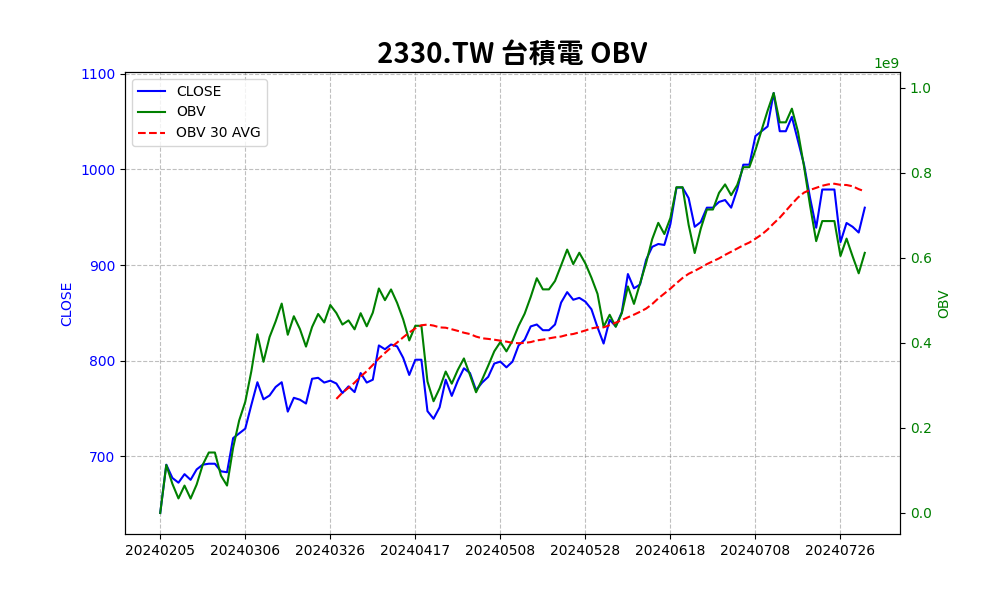 2330.TW 台積電 OBV
1e9
CLOSE
OBV
OBV 30 AVG
1100
1000
900
800
700
CLOSE
1.0
0.8
0.6
0.4
0.2
0.0
OBV
20240205 20240306 20240326 20240417 20240508 20240528 20240618 20240708 20240726